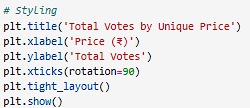 # Styling
plt.title('Total Votes by Unique Price')
plt.xlabel('Price (₹)')
plt.ylabel('Total Votes')
plt.xticks(rotation=90)
plt.tight_layout()
plt.show()